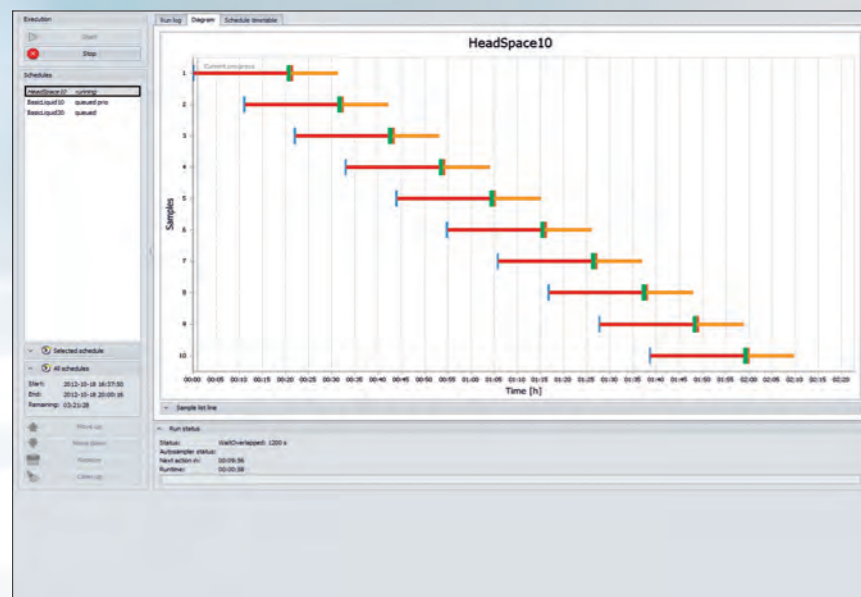 Execution
Start
Stop
Schedules
HeadSpace10 running
BasicLiquid10 queued prio
BasicLiquid20 queued
Selected schedule
All schedules
Start: 2012-10-18 16:37:50
End: 2012-10-18 20:00:16
Remaining: 03:21:28
Move up
Move down
Remove
Clean up
Run log Diagram Schedule timetable
HeadSpace10
Current progress
Samples
1
2
3
4
5
6
7
8
9
10
00:00 00:05 00:10 00:15 00:20 00:25 00:30 00:35 00:40 00:45 00:50 00:55 01:00 01:05 01:10 01:15 01:20 01:25 01:30 01:35 01:40 01:45 01:50 01:55 02:00 02:05 02:10 02:15 02:20
Time [h]
Sample list line
Run status
Status: WaitOverlapped: 1200 s
Autosampler status:
Next action in: 00:09:56
Runtime: 00:00:58